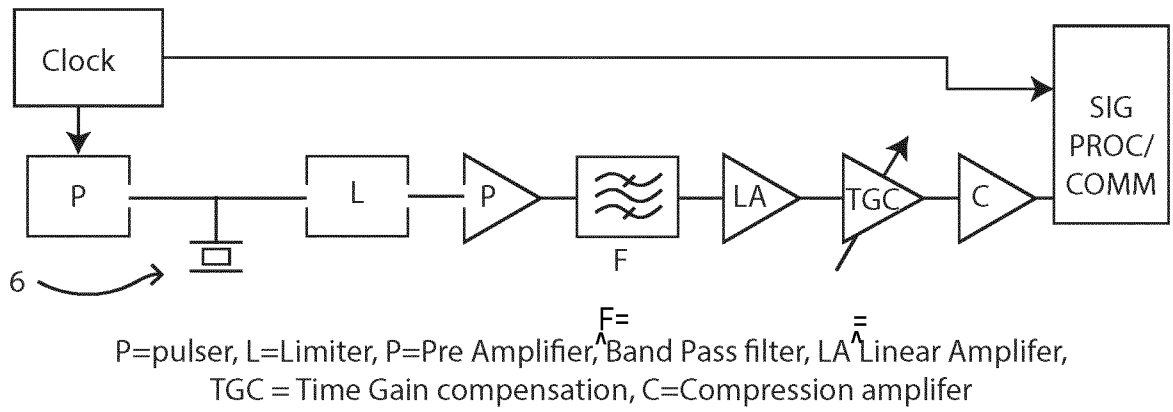 Clock
SIG
PROC/
COMM
P
L
P
LA
TGC
C
F
6
F=
=
P=pulser, L=Limiter, P=Pre Amplifier,^Band Pass filter, LA^Linear Amplifer,
TGC = Time Gain compensation, C=Compression amplifer